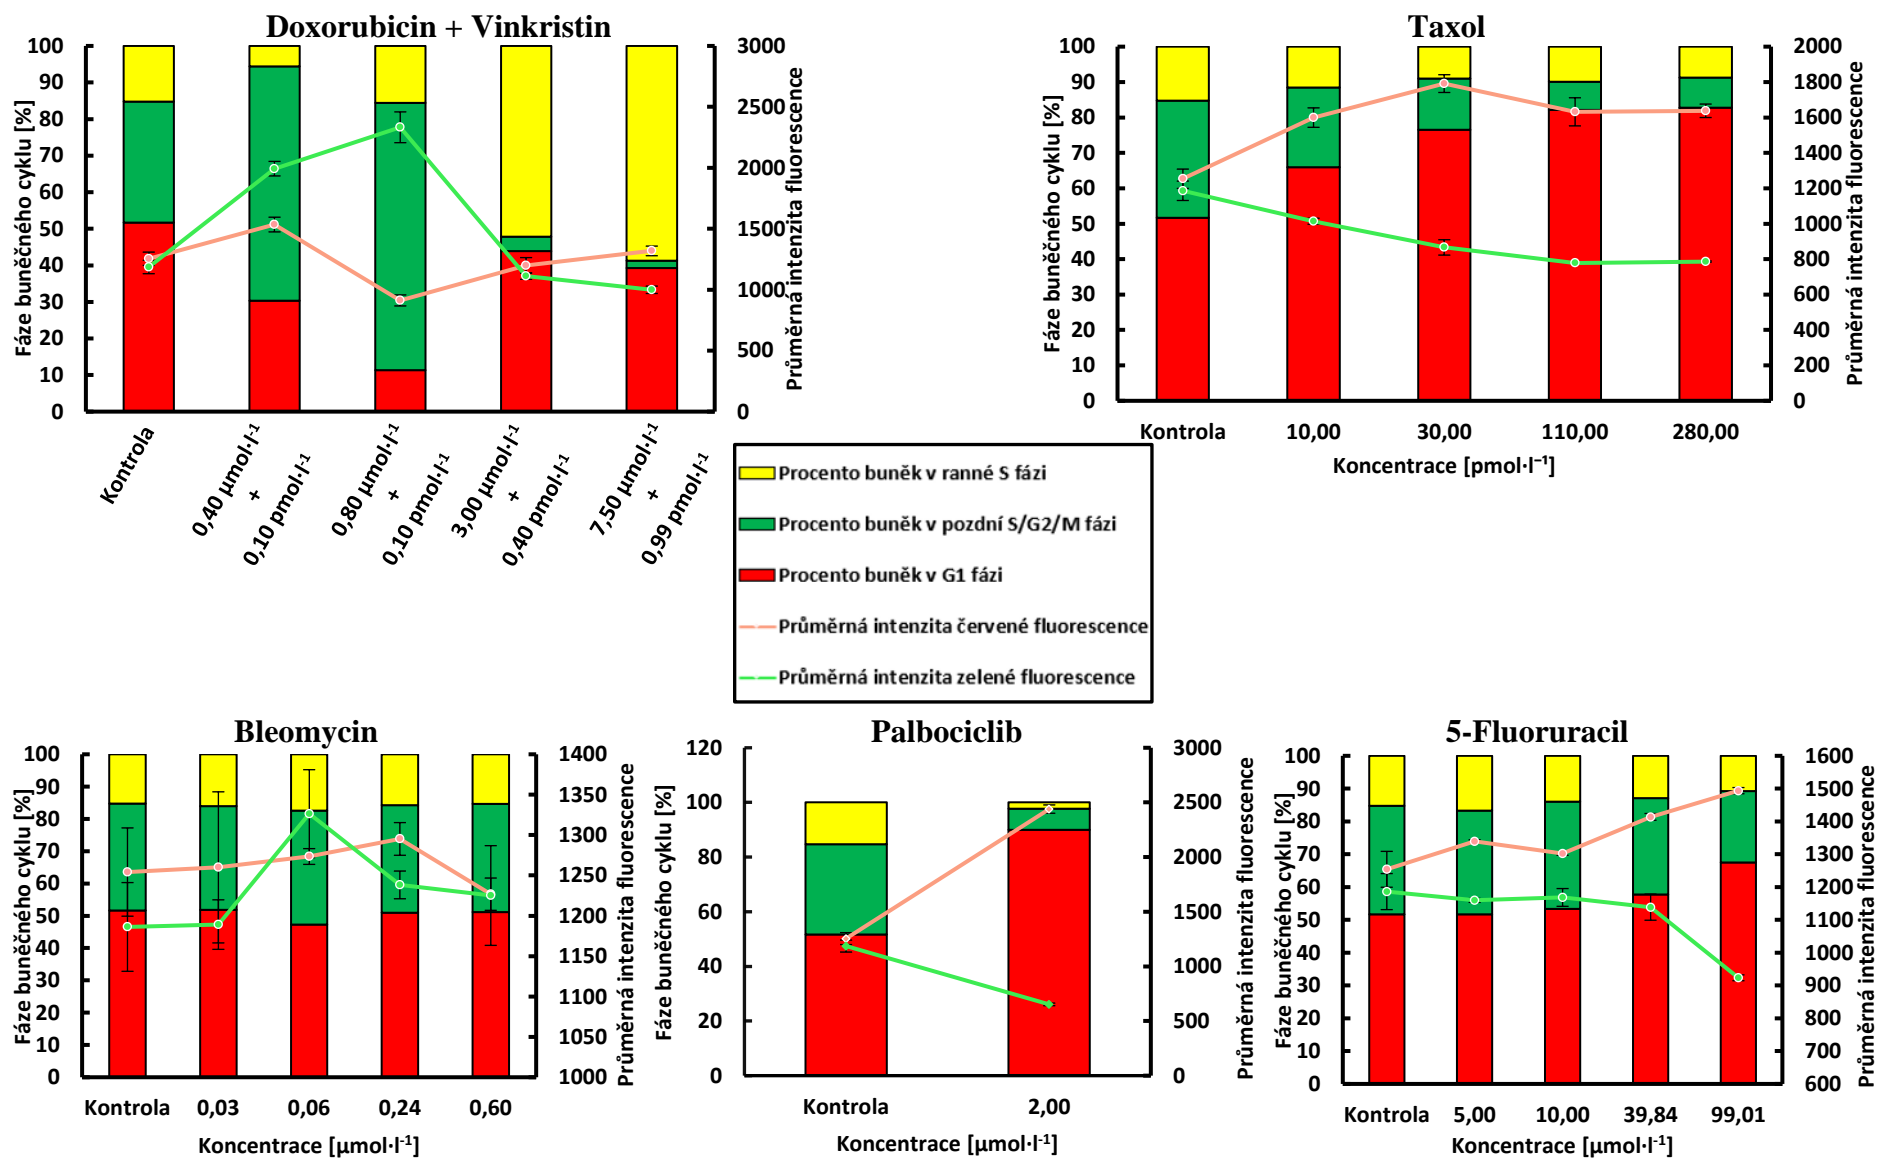 Doxorubicin + Vinkristin
Fáze buněčného cyklu [%]
100
90
80
70
60
50
40
30
20
10
0
3000
2500
2000
1500
1000
500
0
Průměrná intenzita fluorescence
Kontrola
0,40 µmol·l⁻¹
+
0,10 pmol·l⁻¹
0,80 µmol·l⁻¹
+
0,10 pmol·l⁻¹
3,00 µmol·l⁻¹
+
0,40 pmol·l⁻¹
7,50 µmol·l⁻¹
+
0,99 pmol·l⁻¹
Taxol
Fáze buněčného cyklu [%]
100
90
80
70
60
50
40
30
20
10
0
2000
1800
1600
1400
1200
1000
800
600
400
200
0
Průměrná intenzita fluorescence
Kontrola 10,00 30,00 110,00 280,00
Koncentrace [pmol·l⁻¹]
Procento buněk v ranné S fázi
Procento buněk v pozdní S/G2/M fázi
Procento buněk v G1 fázi
Průměrná intenzita červené fluorescence
Průměrná intenzita zelené fluorescence
Bleomycin
Fáze buněčného cyklu [%]
100
90
80
70
60
50
40
30
20
10
0
1400
1350
1300
1250
1200
1150
1100
1050
1000
Průměrná intenzita fluorescence
Kontrola 0,03 0,06 0,24 0,60
Koncentrace [µmol·l⁻¹]
Palbociclib
Fáze buněčného cyklu [%]
120
100
80
60
40
20
0
3000
2500
2000
1500
1000
500
0
Průměrná intenzita fluorescence
Kontrola 2,00
Koncentrace [µmol·l⁻¹]
5-Fluoruracil
Fáze buněčného cyklu [%]
100
90
80
70
60
50
40
30
20
10
0
1600
1500
1400
1300
1200
1100
1000
900
800
700
600
Průměrná intenzita fluorescence
Kontrola 5,00 10,00 39,84 99,01
Koncentrace [µmol·l⁻¹]